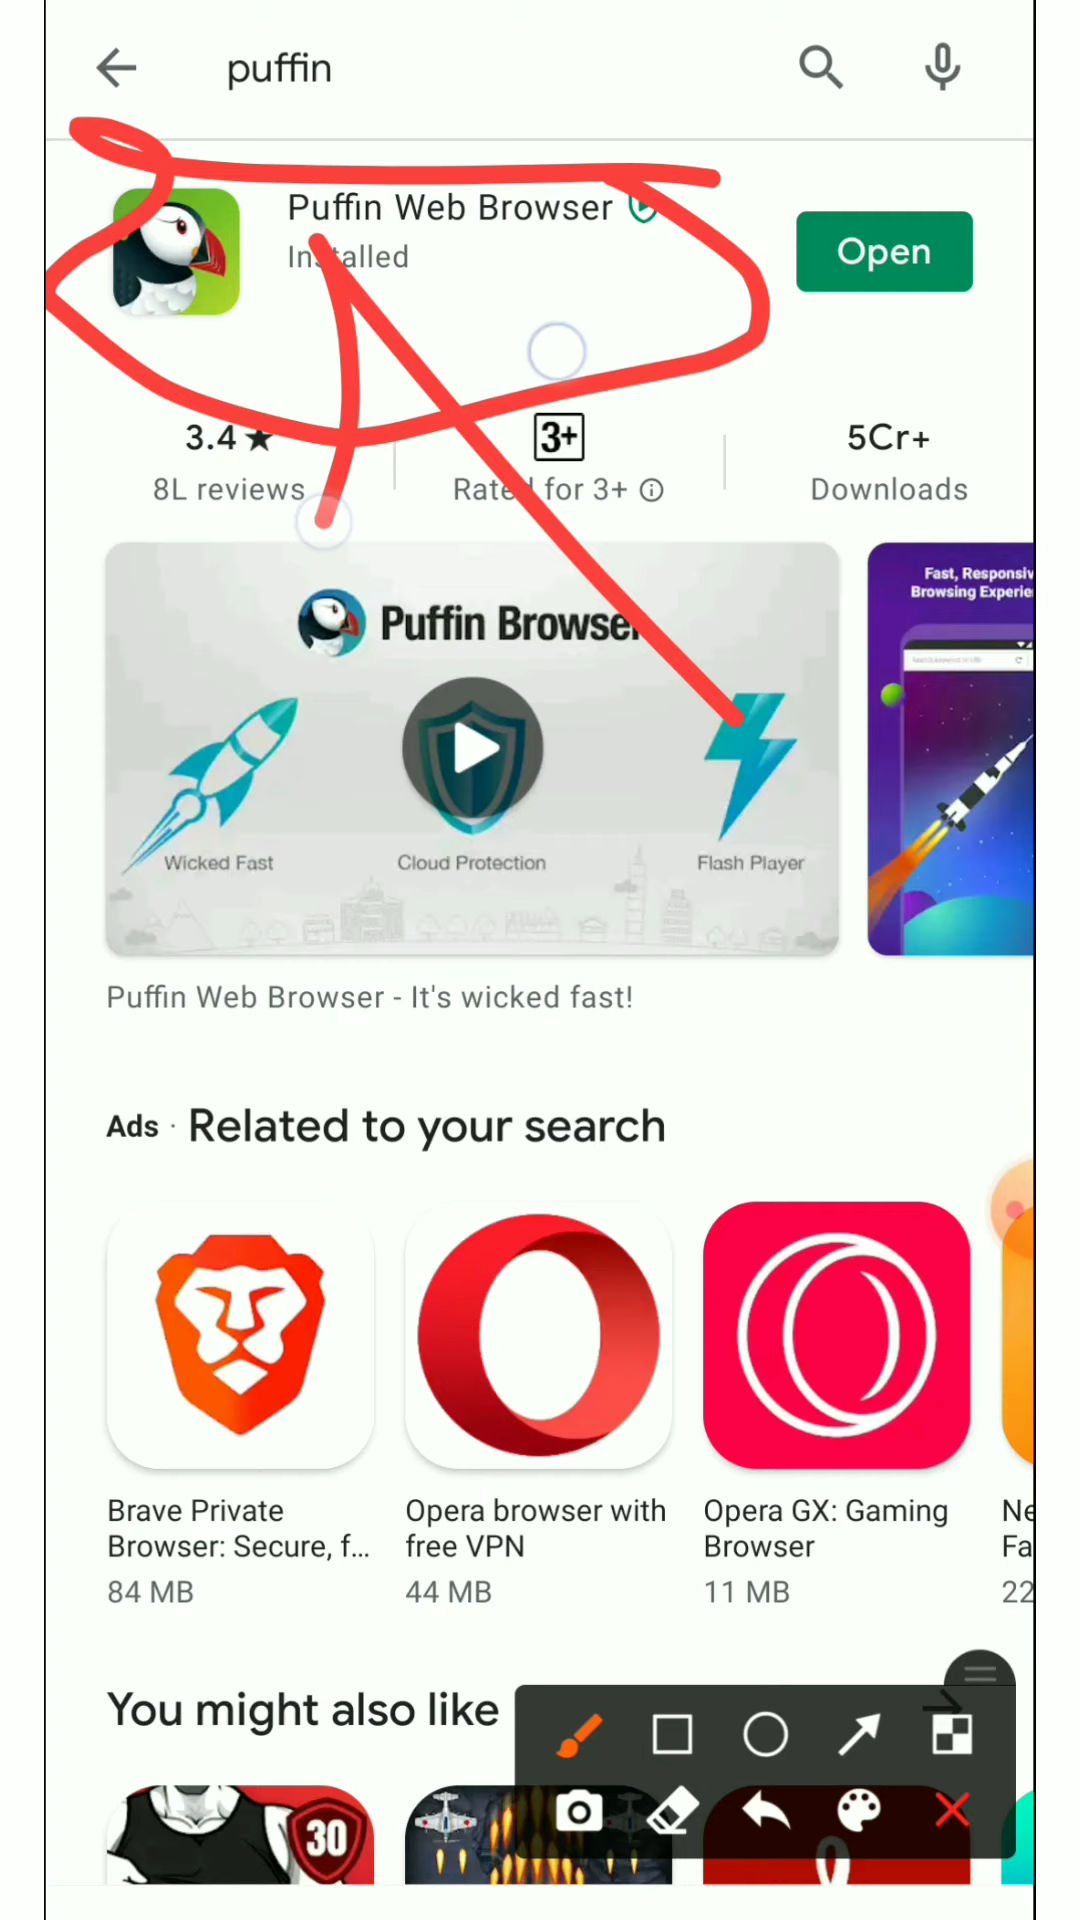 puffin
Puffin Web Browser
Installed
Open
3.4 ★
8L reviews
3+
Rated for 3+
5Cr+
Downloads
Puffin Browser
Wicked Fast
Cloud Protection
Flash Player
Fast, Responsiv
Browsing Experie
Puffin Web Browser - It's wicked fast!
Ads · Related to your search
Brave Private
Browser: Secure, f...
84 MB
Opera browser with
free VPN
44 MB
Opera GX: Gaming
Browser
11 MB
Ne
Fa
22
You might also like
30